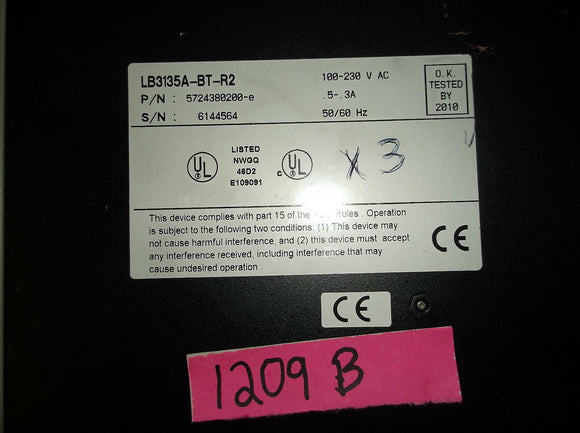 LB3135A-BT-R2
P/N : 5724380200-e
S/N : 6144564
100-230 V AC
.5-.3A
50/60 Hz
O.K.
TESTED
BY
2010
UL
LISTED
NWGQ
46D2
E109091
c UL
X3
This device complies with part 15 of the Rules . Operation
is subject to the following two conditions: (1) This device may
not cause harmful interference, and (2) this device must accept
any interference received, including interference that may
cause undesired operation .
CE
CE
1209 B